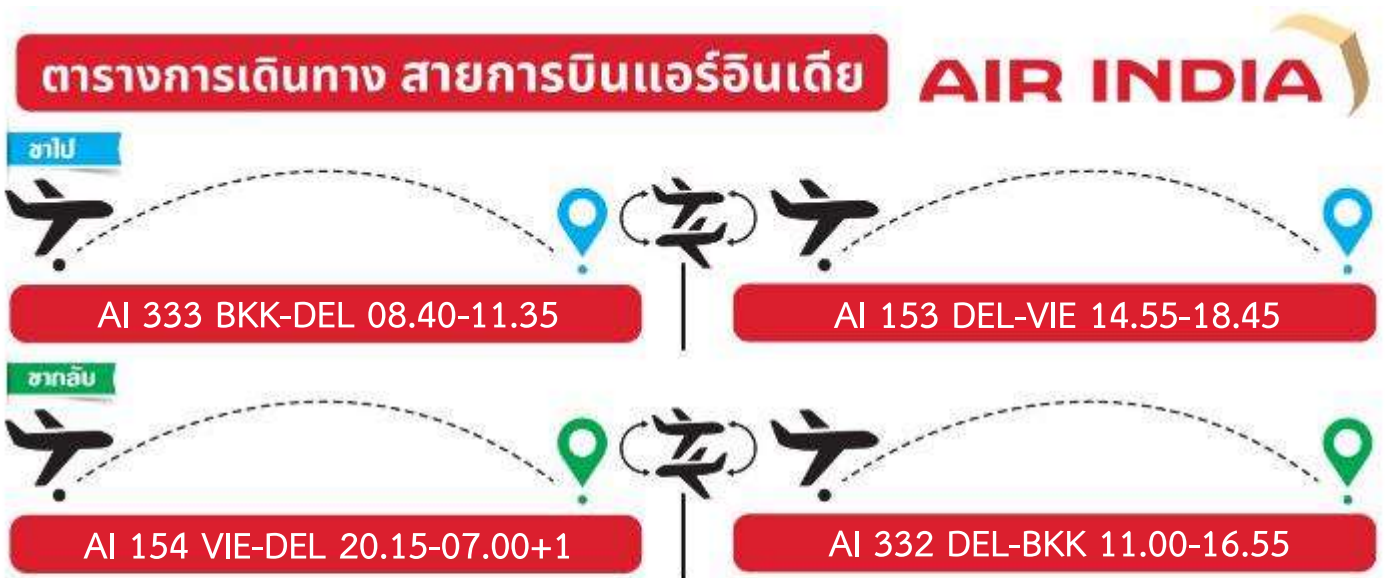 ตารางการเดินทาง สายการบินแอร์อินเดีย
AIR INDIA
ขาไป
AI 333 BKK-DEL 08.40-11.35
AI 153 DEL-VIE 14.55-18.45
ขากลับ
AI 154 VIE-DEL 20.15-07.00+1
AI 332 DEL-BKK 11.00-16.55